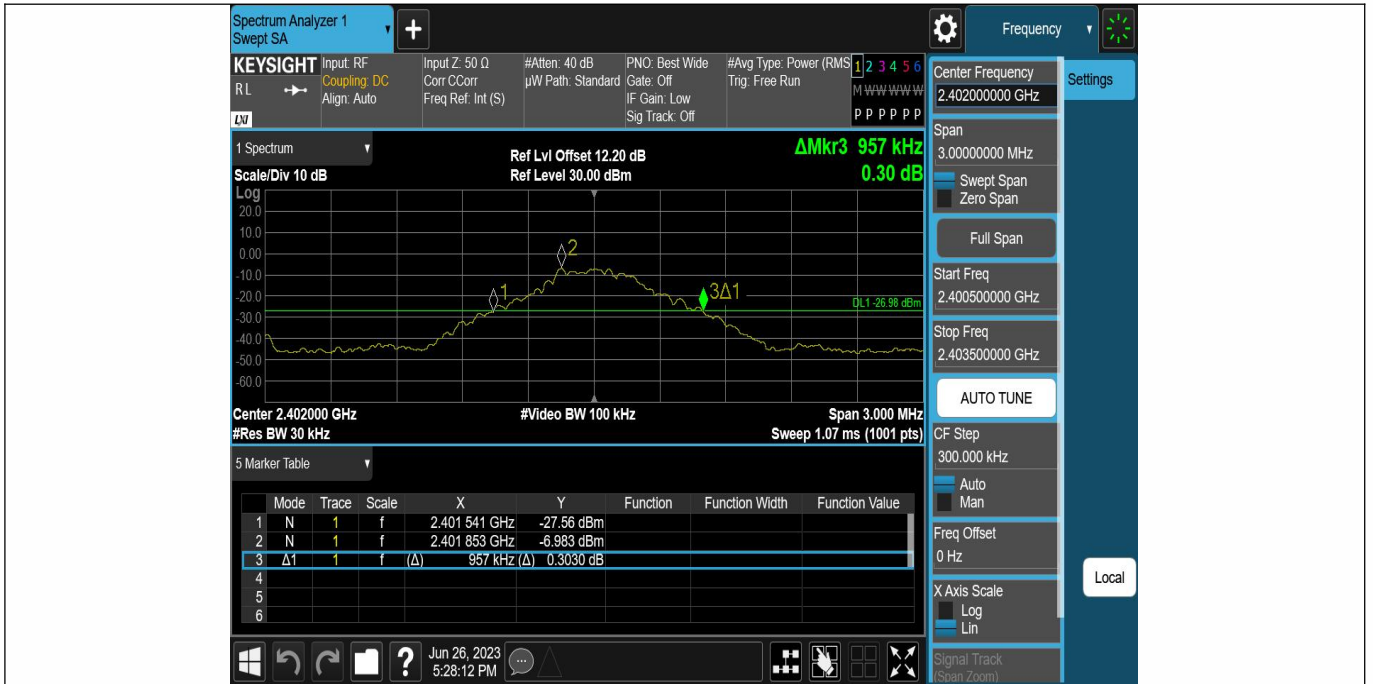 Spectrum Analyzer 1
Swept SA
+
Frequency
KEYSIGHT
RL
LXI
Input: RF
Coupling: DC
Align: Auto
Input Z: 50 Ω
Corr CCorr
Freq Ref: Int (S)
#Atten: 40 dB
µW Path: Standard
PNO: Best Wide
Gate: Off
IF Gain: Low
Sig Track: Off
#Avg Type: Power (RMS
Trig: Free Run
1 2 3 4 5 6
M W W W W W
P P P P P P
1 Spectrum
Scale/Div 10 dB
Ref Lvl Offset 12.20 dB
Ref Level 30.00 dBm
ΔMkr3 957 kHz
0.30 dB
Log
20.0
10.0
0.00
-10.0
-20.0
-30.0
-40.0
-50.0
-60.0
1
2
3Δ1
DL1 -26.98 dBm
Center 2.402000 GHz
#Video BW 100 kHz
Span 3.000 MHz
#Res BW 30 kHz
Sweep 1.07 ms (1001 pts)
5 Marker Table
Mode Trace Scale X Y Function Function Width Function Value
1 N 1 f 2.401 541 GHz -27.56 dBm
2 N 1 f 2.401 853 GHz -6.983 dBm
3 Δ1 1 f (Δ) 957 kHz (Δ) 0.3030 dB
4
5
6
Jun 26, 2023
5:28:12 PM
?
Center Frequency
2.402000000 GHz
Settings
Span
3.00000000 MHz
Swept Span
Zero Span
Full Span
Start Freq
2.400500000 GHz
Stop Freq
2.403500000 GHz
AUTO TUNE
CF Step
300.000 kHz
Auto
Man
Freq Offset
0 Hz
X Axis Scale
Log
Lin
Local
Signal Track
(Span Zoom)